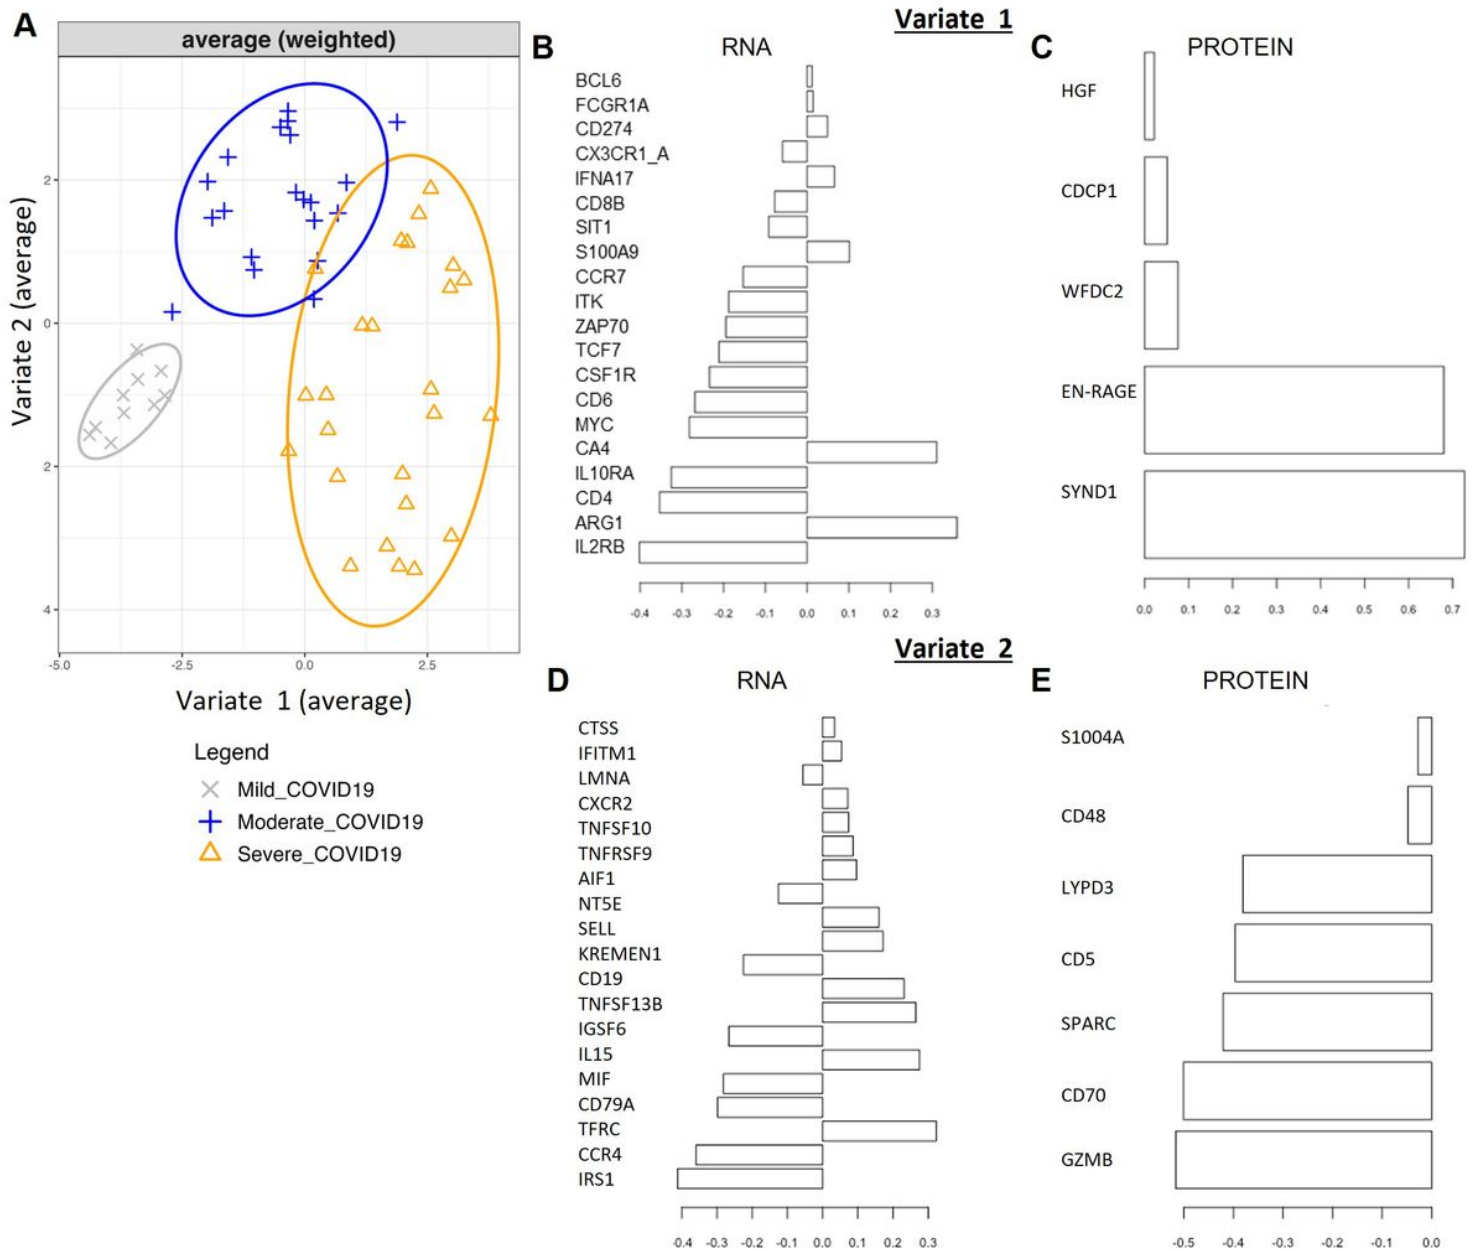 A
average (weighted)
Variate 2 (average)
2
0
2
4
-5.0 -2.5 0.0 2.5
Variate 1 (average)
Legend
Mild_COVID19
Moderate_COVID19
Severe_COVID19
Variate 1
B
RNA
BCL6
FCGR1A
CD274
CX3CR1_A
IFNA17
CD8B
SIT1
S100A9
CCR7
ITK
ZAP70
TCF7
CSF1R
CD6
MYC
CA4
IL10RA
CD4
ARG1
IL2RB
-0.4 -0.3 -0.2 -0.1 0.0 0.1 0.2 0.3
C
PROTEIN
HGF
CDCP1
WFDC2
EN-RAGE
SYND1
0.0 0.1 0.2 0.3 0.4 0.5 0.6 0.7
Variate 2
D
RNA
CTSS
IFITM1
LMNA
CXCR2
TNFSF10
TNFRSF9
AIF1
NT5E
SELL
KREMEN1
CD19
TNFSF13B
IGSF6
IL15
MIF
CD79A
TFRC
CCR4
IRS1
-0.4 -0.3 -0.2 -0.1 0.0 0.1 0.2 0.3
E
PROTEIN
S1004A
CD48
LYPD3
CD5
SPARC
CD70
GZMB
-0.5 -0.4 -0.3 -0.2 -0.1 0.0